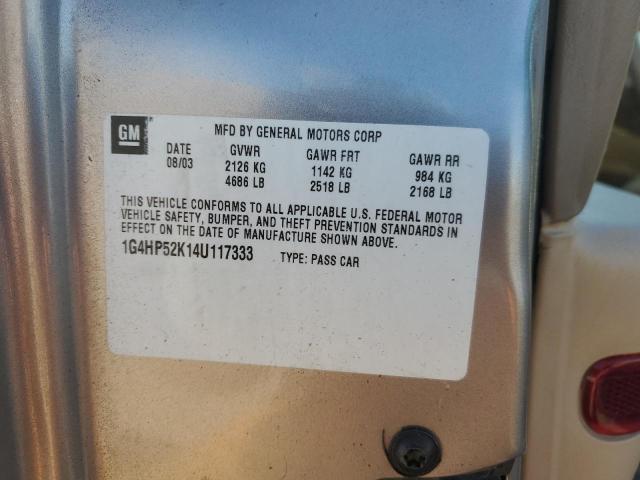 GM
MFD BY GENERAL MOTORS CORP
DATE GVWR GAWR FRT GAWR RR
08/03 2126 KG 1142 KG 984 KG
4686 LB 2518 LB 2168 LB
THIS VEHICLE CONFORMS TO ALL APPLICABLE U.S. FEDERAL MOTOR
VEHICLE SAFETY, BUMPER, AND THEFT PREVENTION STANDARDS IN
EFFECT ON THE DATE OF MANUFACTURE SHOWN ABOVE.
1G4HP52K14U117333 TYPE: PASS CAR